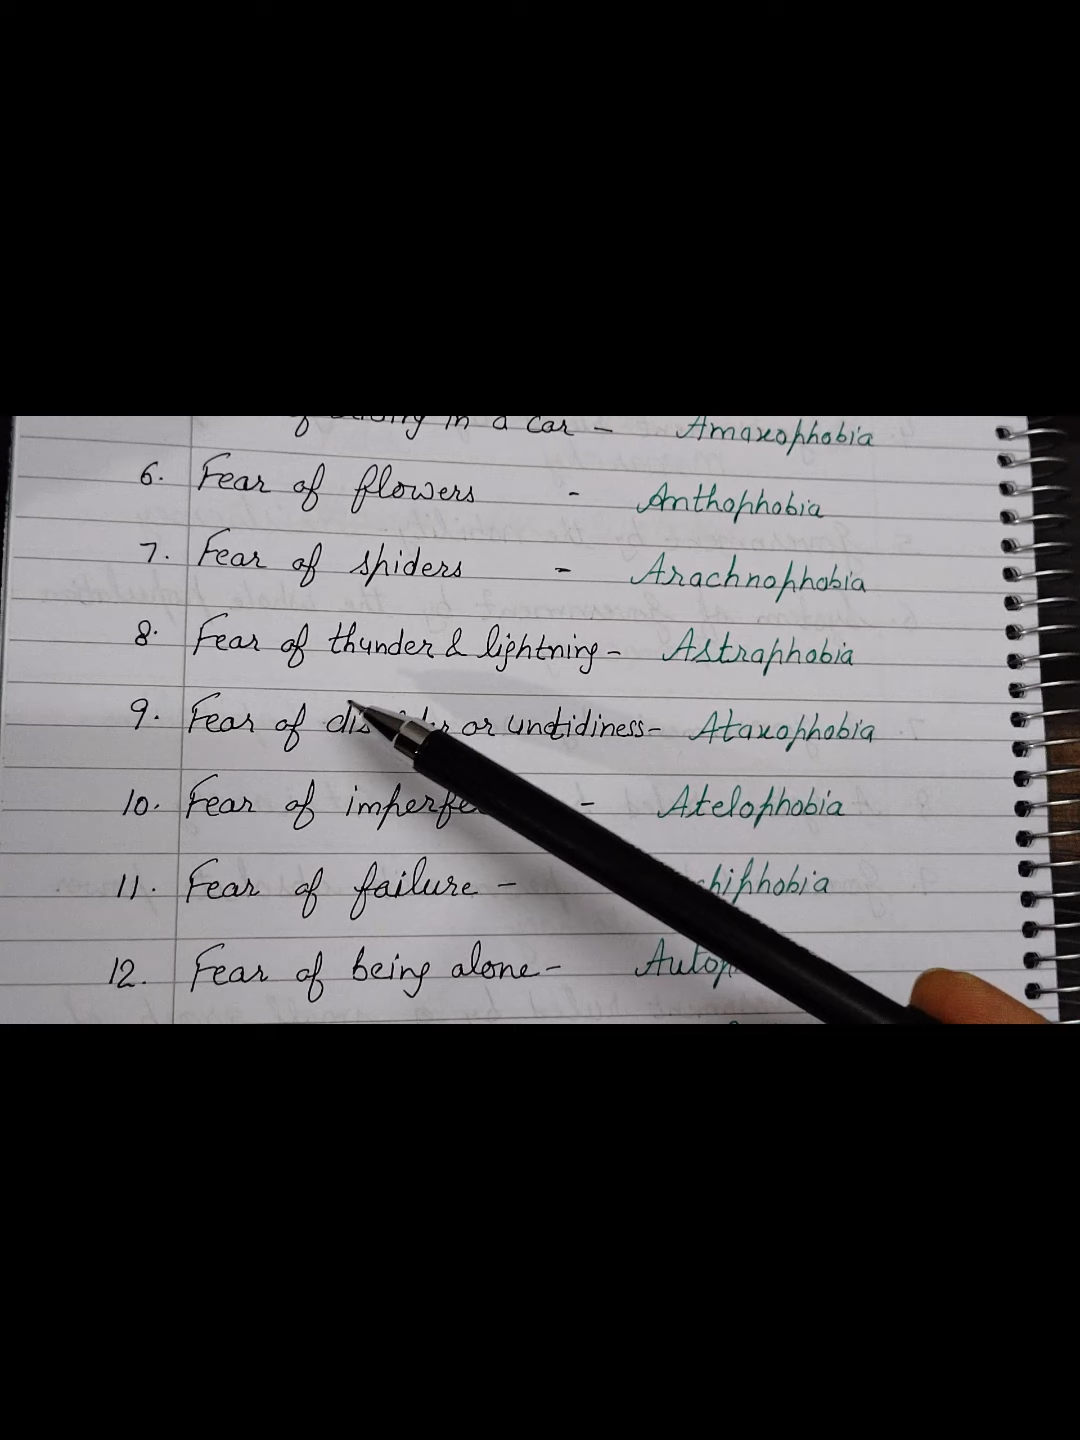 in a car - Amaxophobia
6. Fear of flowers - Anthophobia
7. Fear of spiders - Arachnophobia
8. Fear of thunder & lightning - Astraphobia
9. Fear of or untidiness - Ataxophobia
10. Fear of - Atelophobia
11. Fear of failure -
12. Fear of being alone -